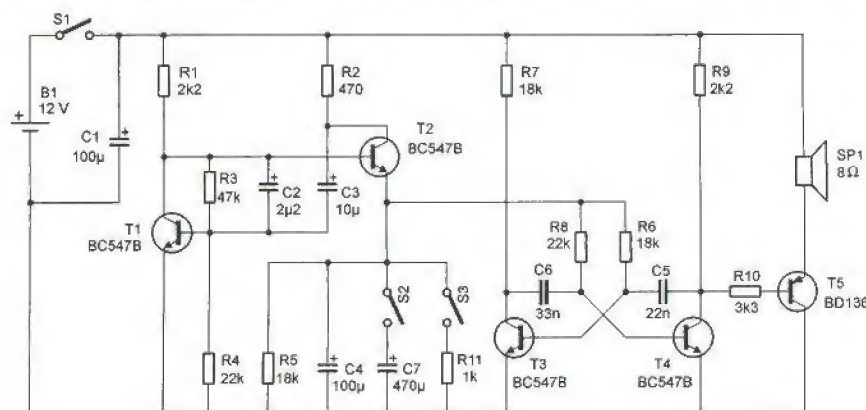 S1
B1
12 V
C1
100µ
R1
2k2
R2
470
T2
BC547B
R3
47k
C2
2µ2
C3
10µ
T1
BC547B
R4
22k
R5
18k
C4
100µ
S2
C7
470µ
S3
R11
1k
R7
18k
R8
22k
R6
18k
C6
33n
C5
22n
T3
BC547B
T4
BC547B
R9
2k2
R10
3k3
SP1
8Ω
T5
BD136